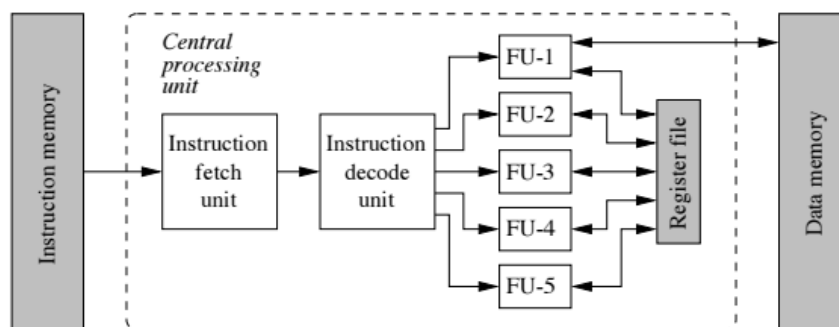 Instruction memory
Central
processing
unit
Instruction
fetch
unit
Instruction
decode
unit
FU-1
FU-2
FU-3
FU-4
FU-5
Register file
Data memory